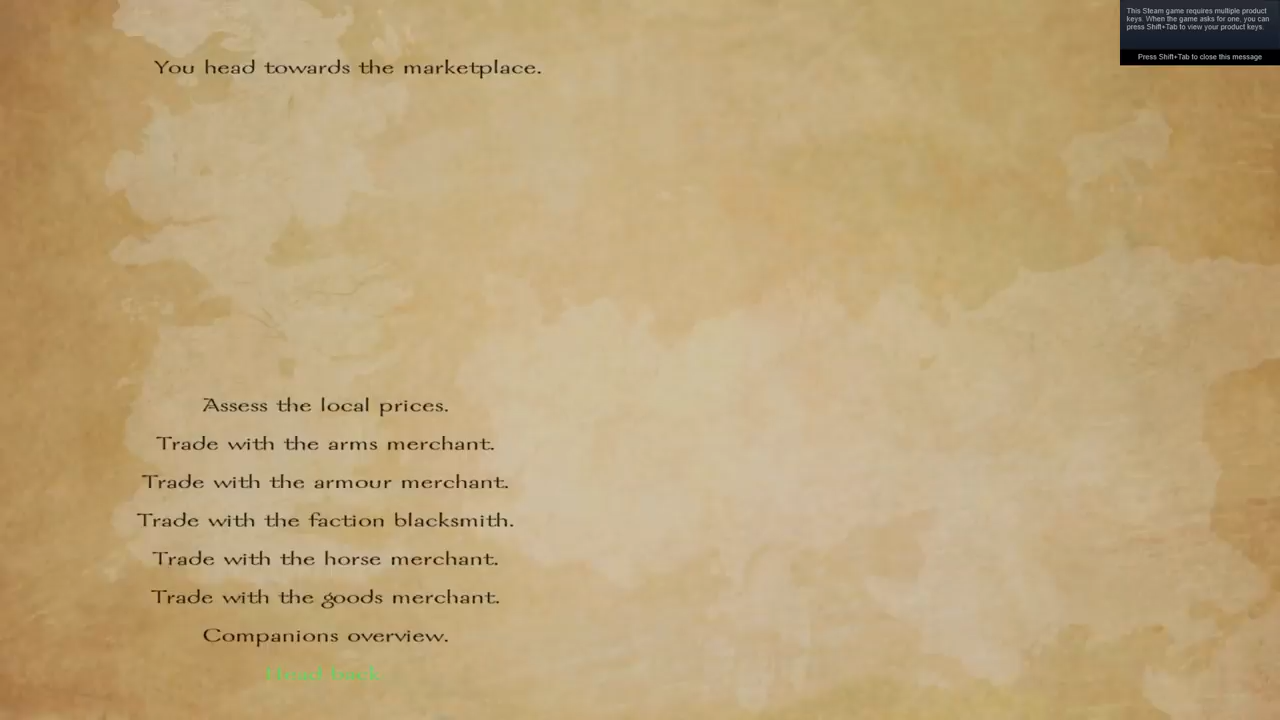 This Steam game requires multiple product
keys. When the game asks for one, you can
press Shift+Tab to view your product keys.
Press Shift+Tab to close this message
You head towards the marketplace.
Assess the local prices.
Trade with the arms merchant.
Trade with the armour merchant.
Trade with the faction blacksmith.
Trade with the horse merchant.
Trade with the goods merchant.
Companions overview.
Head back.